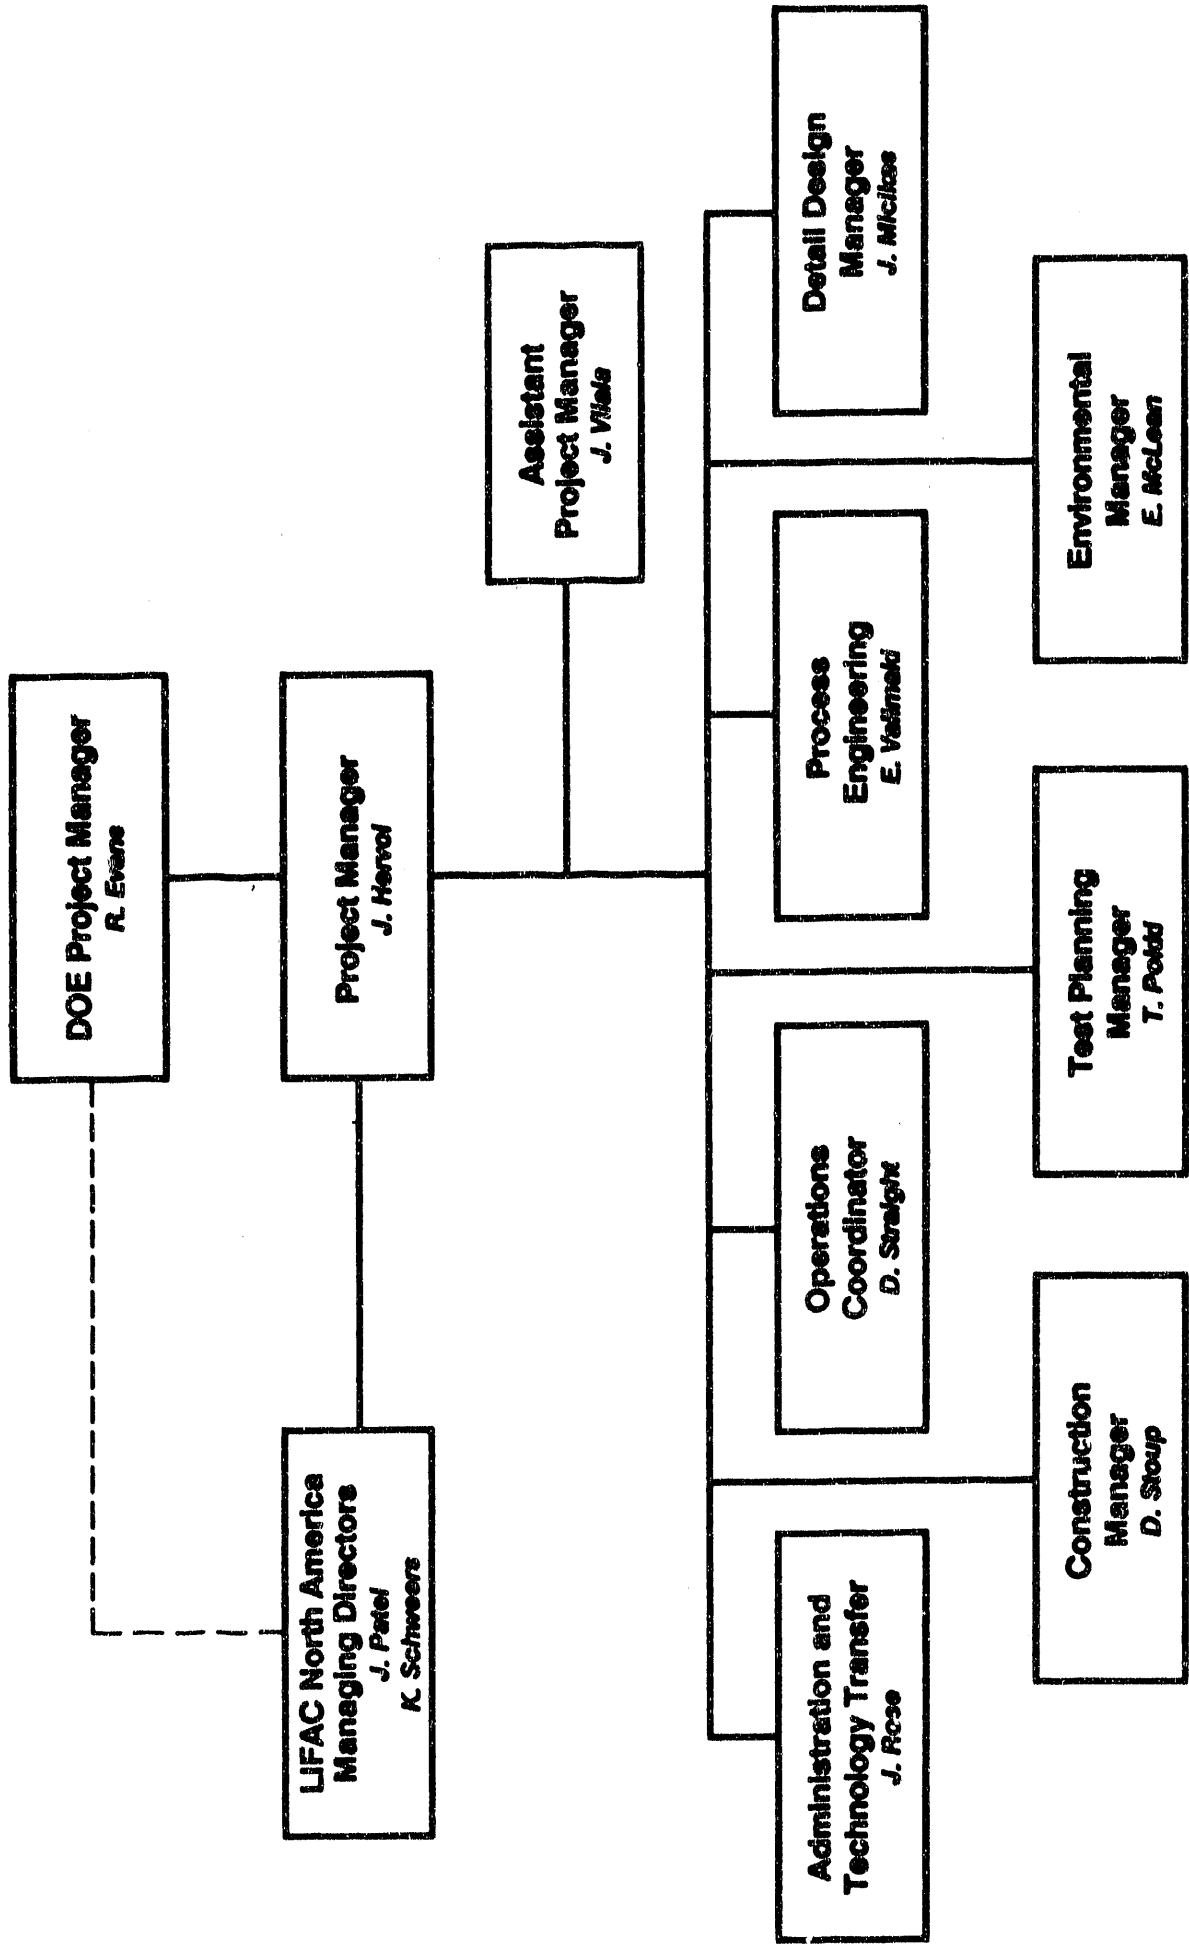 DOE Project Manager
R. Evans
LIFAC North America
Managing Directors
J. Patel
K. Schweers
Project Manager
J. Hervol
Assistant
Project Manager
J. Viiala
Administration and
Technology Transfer
J. Rose
Operations
Coordinator
D. Straight
Process
Engineering
E. Valimaki
Detail Design
Manager
J. Micikas
Construction
Manager
D. Stoup
Test Planning
Manager
T.
Environmental
Manager
E. McLean